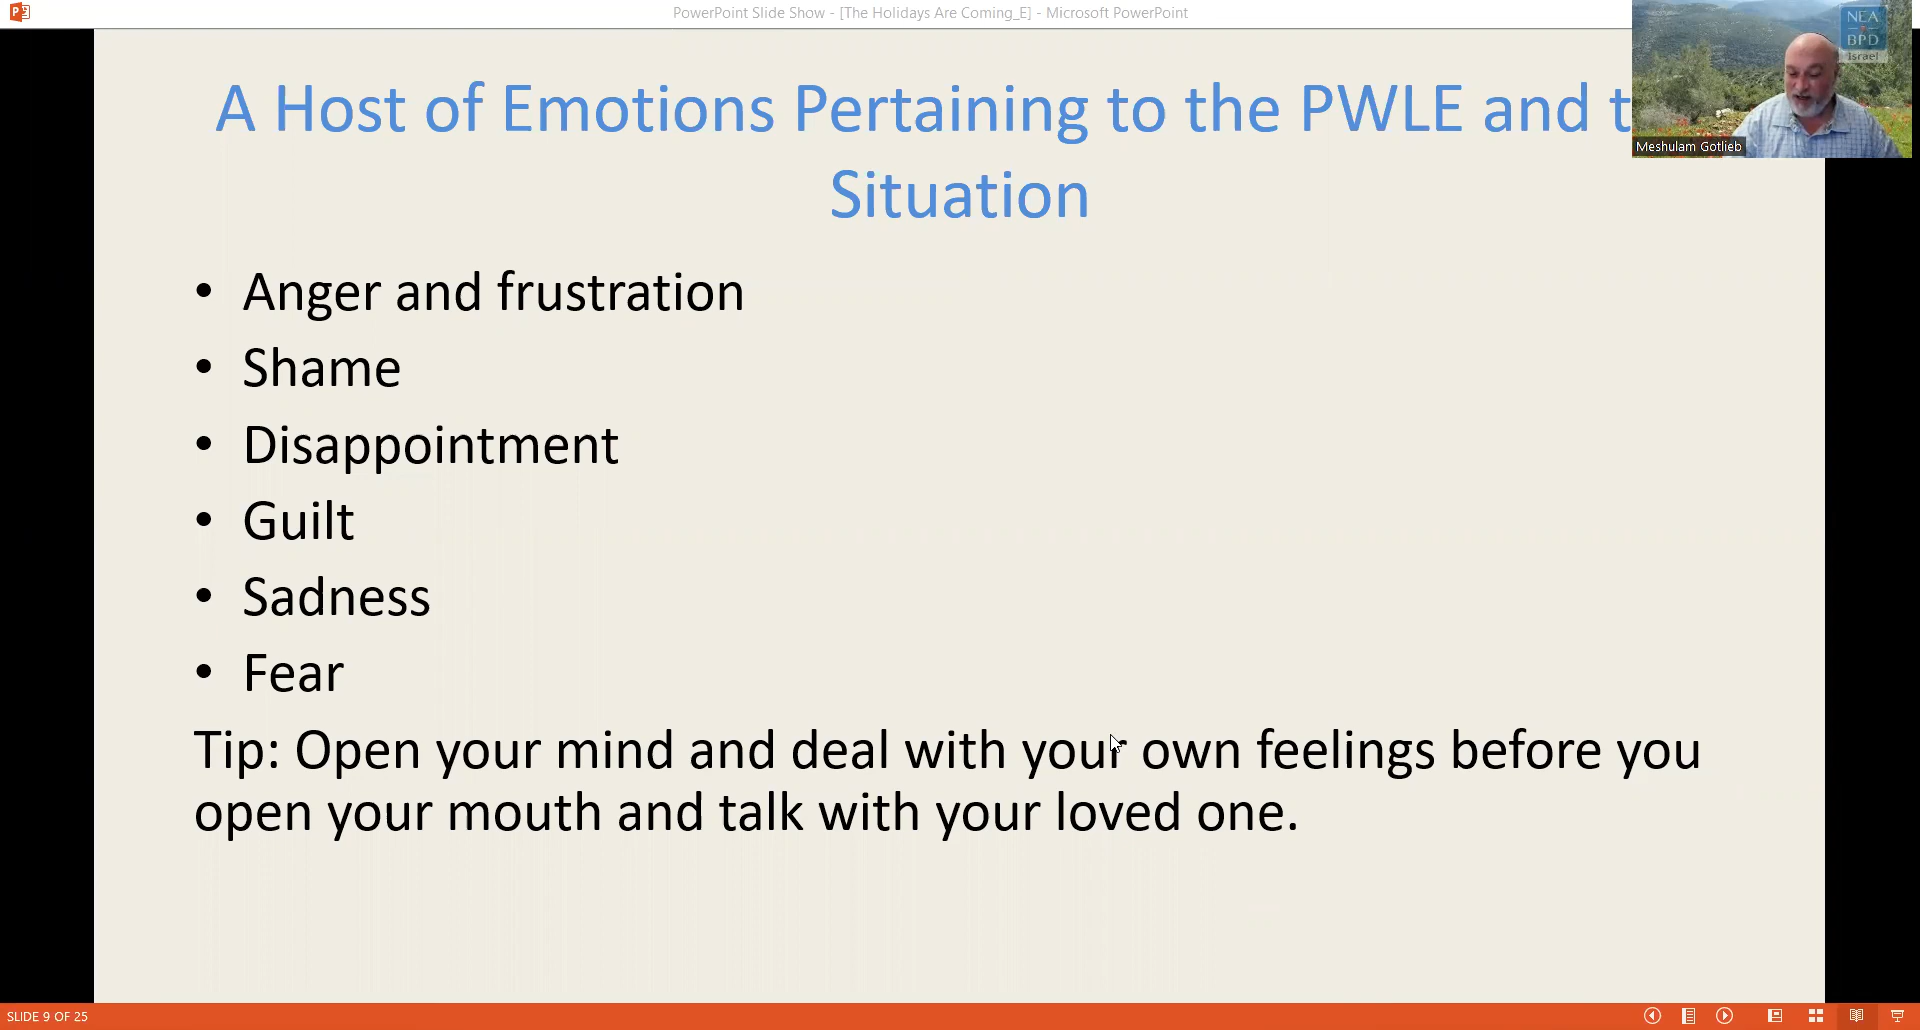 PowerPoint Slide Show - [The Holidays Are Coming_E] - Microsoft PowerPoint
NEA
BPD
Israel
Meshulam Gotlieb
A Host of Emotions Pertaining to the PWLE and t
Situation
• Anger and frustration
• Shame
• Disappointment
• Guilt
• Sadness
• Fear
Tip: Open your mind and deal with your own feelings before you
open your mouth and talk with your loved one.
SLIDE 9 OF 25